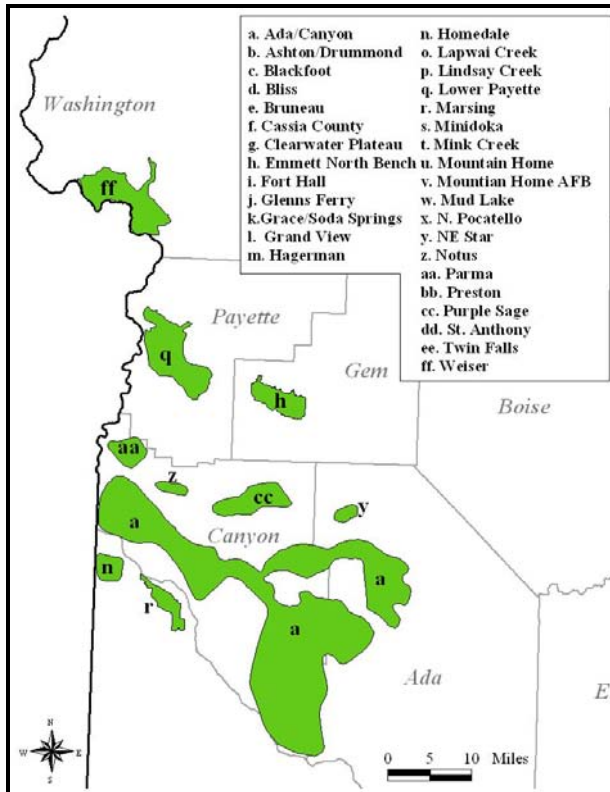 a. Ada/Canyon
b. Ashton/Drummond
c. Blackfoot
d. Bliss
e. Bruneau
f. Cassia County
g. Clearwater Plateau
h. Emmett North Bench
i. Fort Hall
j. Glenns Ferry
k.Grace/Soda Springs
l. Grand View
m. Hagerman
n. Homedale
o. Lapwai Creek
p. Lindsay Creek
q. Lower Payette
r. Marsing
s. Minidoka
t. Mink Creek
u. Mountain Home
v. Mountian Home AFB
w. Mud Lake
x. N. Pocatello
y. NE Star
z. Notus
aa. Parma
bb. Preston
cc. Purple Sage
dd. St. Anthony
ee. Twin Falls
ff. Weiser
Washington
ff
Payette
q
Gem
h
Boise
aa
z
cc
y
a
Canyon
n
a
r
a
Ada
E
N
W E
S
0 5 10 Miles